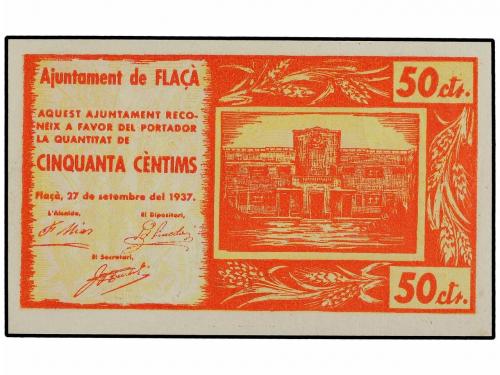 Ajuntament de FLAÇÀ
50 cts.
AQUEST AJUNTAMENT RECO-
NEIX A FAVOR DEL PORTADOR
LA QUANTITAT DE
CINQUANTA CÈNTIMS
Flaçà, 27 de setembre del 1937.
L'Alcalde,
El Dipositari,
El Secretari,
50 cts.